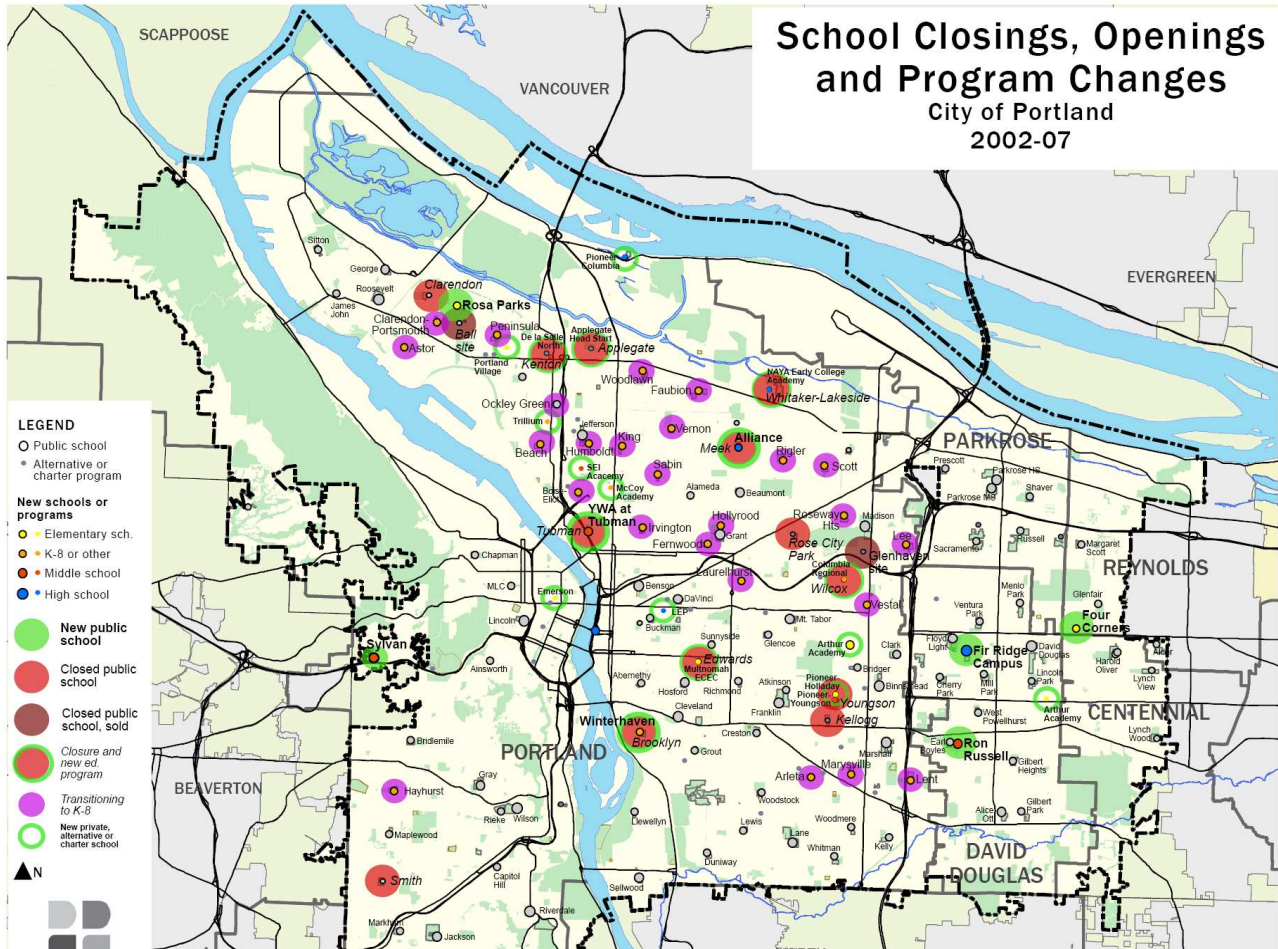 School Closings, Openings
and Program Changes
City of Portland
2002-07
SCAPPOOSE
VANCOUVER
EVERGREEN
PARKROSE
REYNOLDS
CENTENNIAL
DAVID
DOUGLAS
PORTLAND
BEAVERTON
LEGEND
Public school
Alternative or
charter program
New schools or
programs
Elementary sch.
K-8 or other
Middle school
High school
New public
school
Closed public
school
Closed public
school, sold
Closure and
new ed.
program
Transitioning
to K-8
New private,
alternative or
charter school
N
Sitton
George
Roosevelt
James
John
Clarendon
Rosa Parks
Clarendon-
Portsmouth
Ball
site
Astor
Peninsula
Portland
Village
De la Salle
North
Kenton
Applegate
Head Start
Applegate
Pioneer
Columbia
Woodlawn
Faubion
NAYA Early College
Academy
Whitaker-Lakeside
Ockley Green
Trillium
Jefferson
Beach
Humboldt
King
Vernon
Alliance
Meek
Rigler
Scott
SEI
Academy
McCoy
Academy
Sabin
Boise-
Eliot
Alameda
Beaumont
YWA at
Tubman
Tubman
Irvington
Hollyrood
Grant
Fernwood
Roseway
Hts
Madison
Rose City
Park
Lee
Glenhaven
site
Columbia
Regional
Wilcox
Laurelhurst
Vestal
Prescott
Parkrose HS
Parkrose MS
Shaver
Sacramento
Russell
Margaret
Scott
Menlo
Park
Glenfair
Ventura
Park
Four
Corners
Chapman
MLC
Lincoln
Emerson
Benson
DaVinci
LEP
Buckman
Sunnyside
Mt. Tabor
Glencoe
Arthur
Academy
Clark
Floyd
Light
Fir Ridge
Campus
David
Douglas
Harold
Oliver
Alder
Lynch
View
Sylvan
Ainsworth
Edwards
Multnomah
ECEC
Abernethy
Hosford
Richmond
Atkinson
Franklin
Pioneer
Holladay
Pioneer-
Youngson
Youngson
Bridger
Binnsmead
Cherry
Park
Mill
Park
Lincoln
Park
Arthur
Academy
Kellogg
Cleveland
Creston
Winterhaven
Brooklyn
Grout
West
Powellhurst
Lynch
Wood
Earl
Boyles
Ron
Russell
Gilbert
Heights
Marshall
Bridlemile
Gray
Hayhurst
Rieke
Wilson
Maplewood
Arleta
Marysville
Lent
Woodstock
Llewellyn
Lewis
Woodmere
Lane
Whitman
Kelly
Alice
Ott
Gilbert
Park
Duniway
Capitol
Hill
Sellwood
Smith
Riverdale
Markham
Jackson